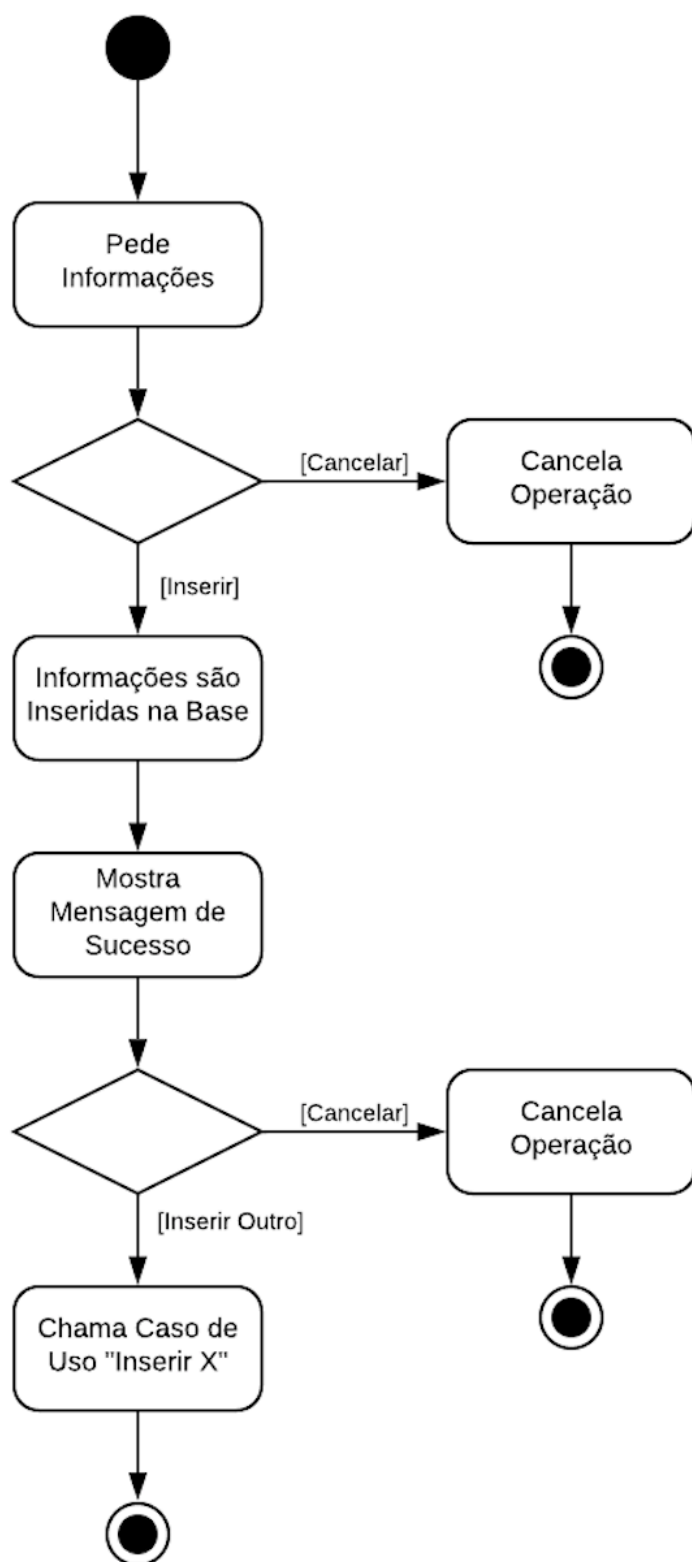 Pede
Informações
[Cancelar]
Cancela
Operação
[Inserir]
Informações são
Inseridas na Base
Mostra
Mensagem de
Sucesso
[Cancelar]
Cancela
Operação
[Inserir Outro]
Chama Caso de
Uso "Inserir X"